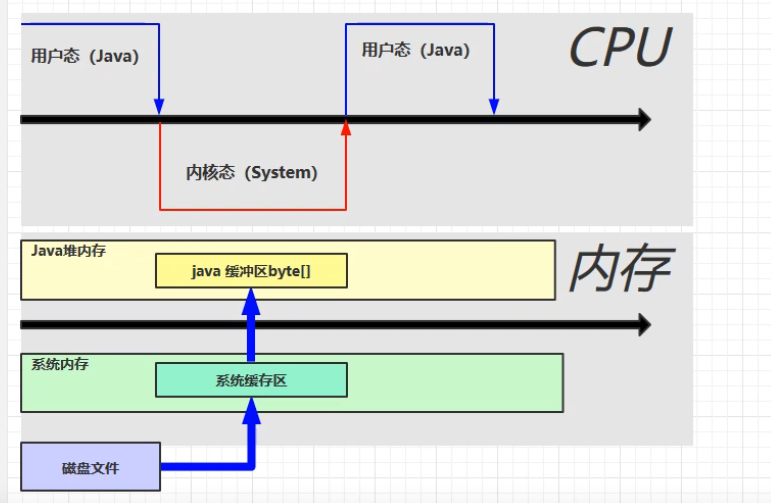 用户态（Java）
用户态（Java）
CPU
内核态（System）
Java堆内存
java 缓冲区byte[]
内存
系统内存
系统缓存区
磁盘文件